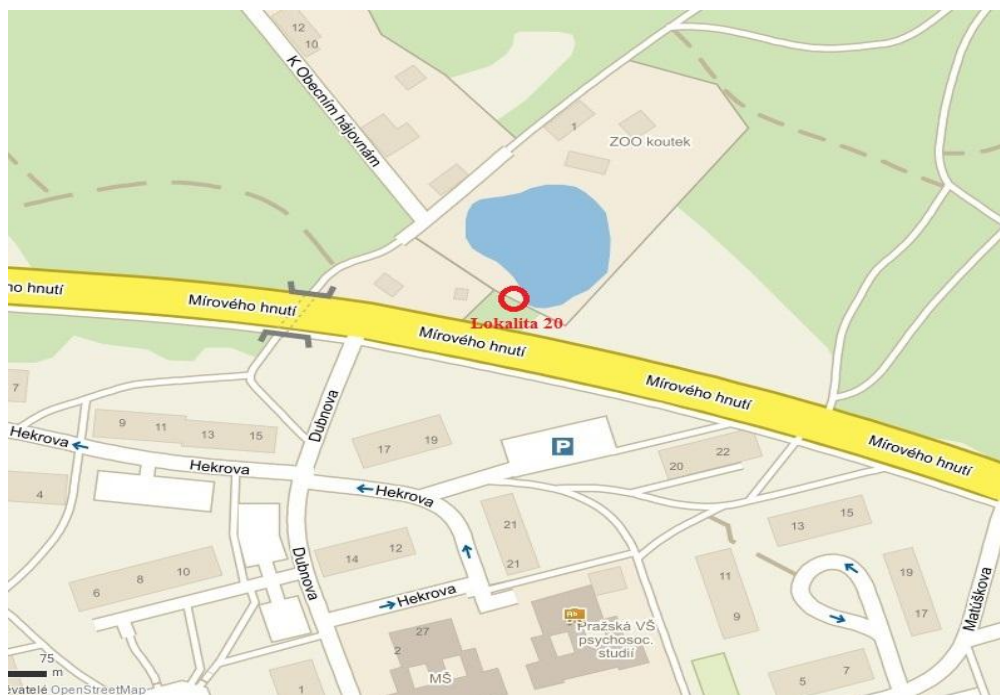 12
10
K Obecním hájovnám
1
ZOO koutek
ho hnutí
Mírového hnutí
Lokalita 20
Mírového hnutí
Mírového hnutí
Mírového hnutí
7
9
11
13
15
Dubnova
17
19
P
Hekrova
Hekrova
20
22
4
Hekrova
21
13
15
14
12
21
Dubnova
6
8
10
Hekrova
11
9
19
17
Matúškova
27
2
MŠ
Pražská VŠ
psychosoc.
studií
75
m
1
5
7
evatelé OpenStreetMap